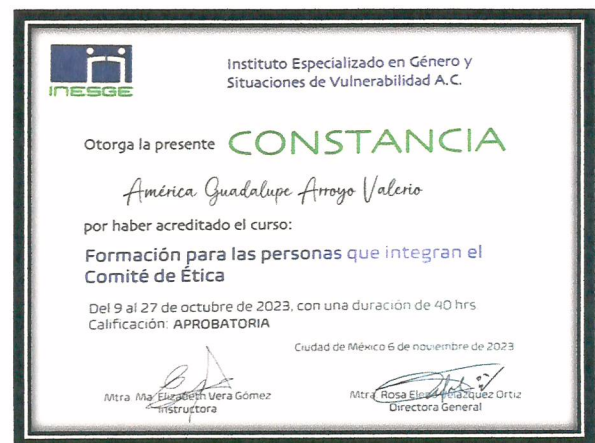 INESGE
Instituto Especializado en Género y
Situaciones de Vulnerabilidad A.C.
Otorga la presente CONSTANCIA
América Guadalupe Arroyo Valerio
por haber acreditado el curso:
Formación para las personas que integran el
Comité de Ética
Del 9 al 27 de octubre de 2023, con una duración de 40 hrs
Calificación: APROBATORIA
Ciudad de México 6 de noviembre de 2023
Mtra Ma Elizabeth Vera Gómez
Instructora
Mtra Rosa Velázquez Ortiz
Directora General